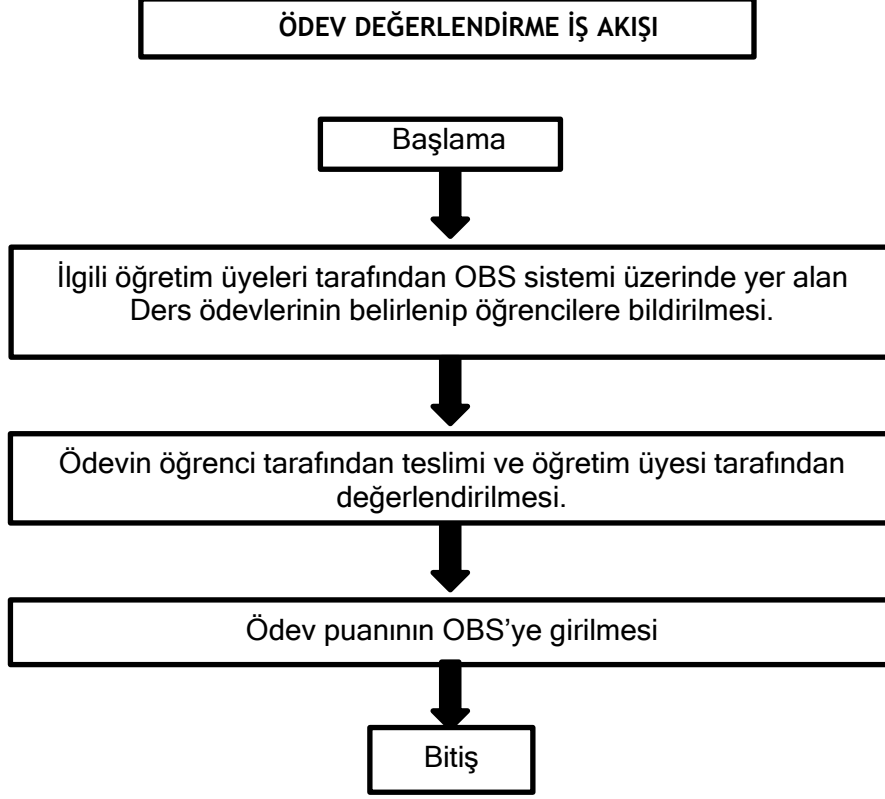 ÖDEV DEĞERLENDİRME İŞ AKIŞI
Başlama
İlgili öğretim üyeleri tarafından OBS sistemi üzerinde yer alan
Ders ödevlerinin belirlenip öğrencilere bildirilmesi.
Ödevin öğrenci tarafından teslimi ve öğretim üyesi tarafından
değerlendirilmesi.
Ödev puanının OBS’ye girilmesi
Bitiş